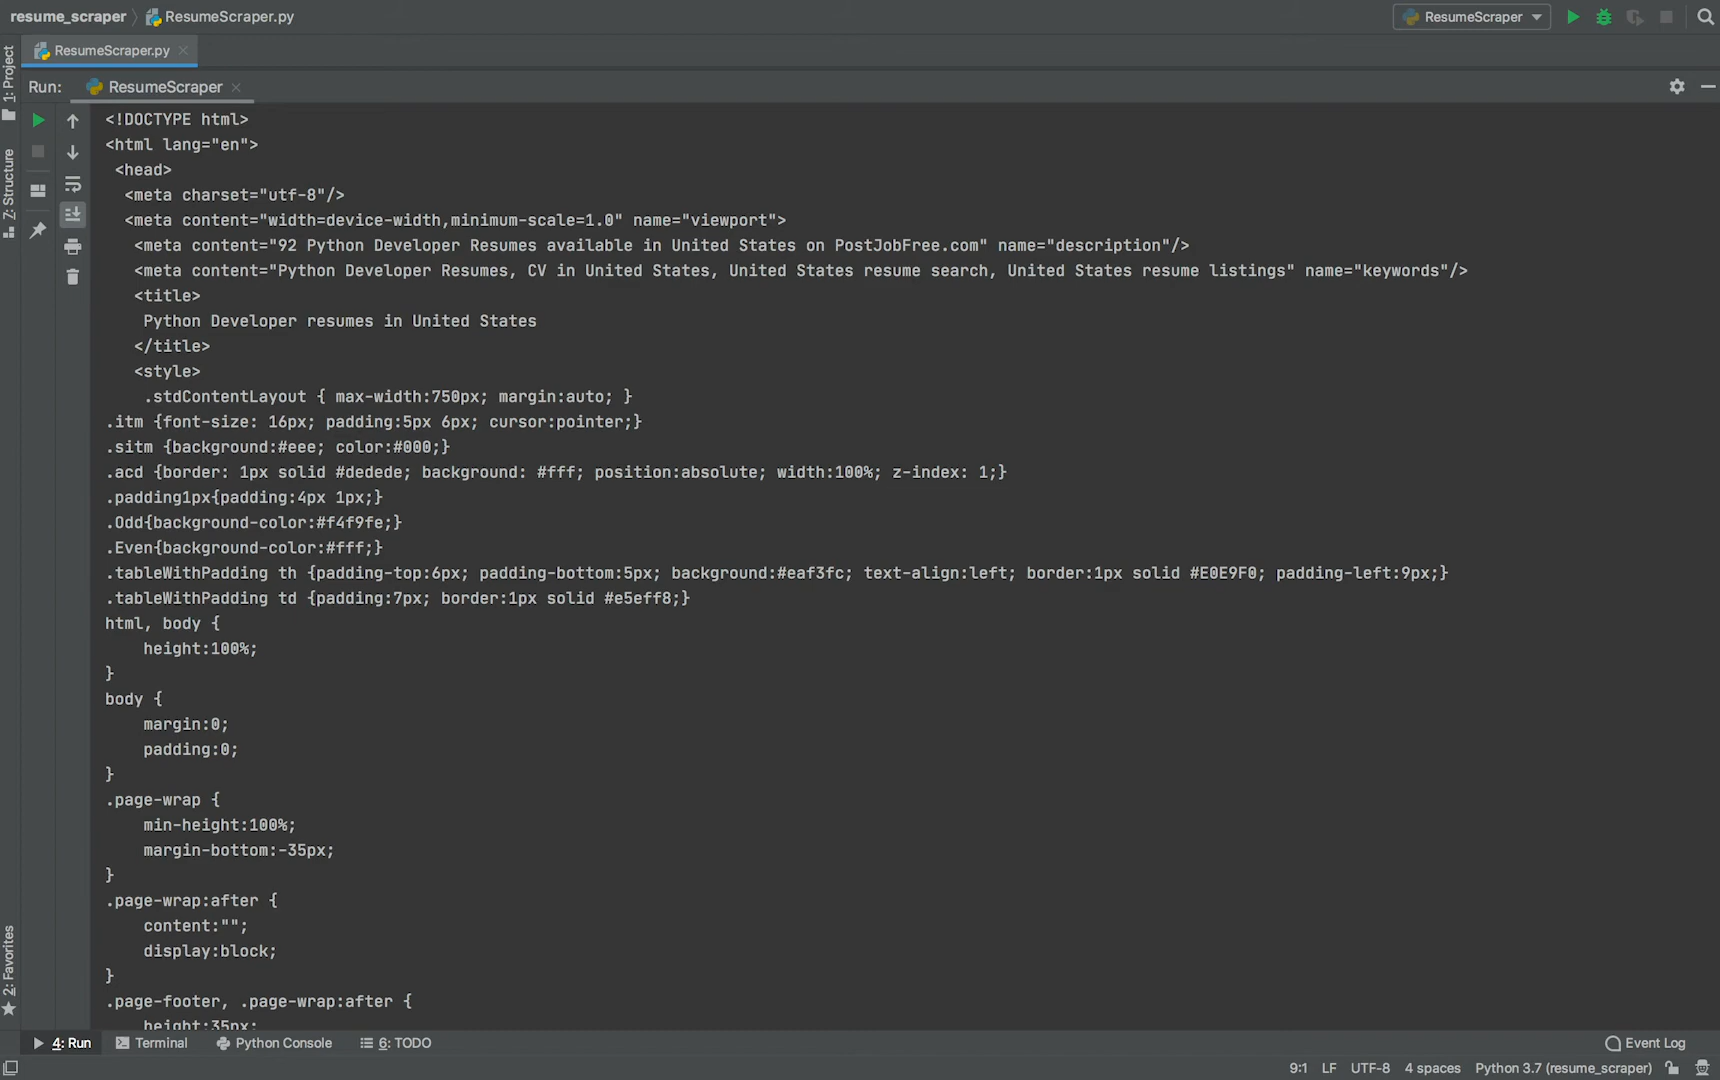 resume_scraper ResumeScraper.py ResumeScraper
ResumeScraper.py
Run: ResumeScraper
1: Project
Z: Structure
2: Favorites
<!DOCTYPE html>
<html lang="en">
<head>
<meta charset="utf-8"/>
<meta content="width=device-width,minimum-scale=1.0" name="viewport">
<meta content="92 Python Developer Resumes available in United States on PostJobFree.com" name="description"/>
<meta content="Python Developer Resumes, CV in United States, United States resume search, United States resume listings" name="keywords"/>
<title>
Python Developer resumes in United States
</title>
<style>
.stdContentLayout { max-width:750px; margin:auto; }
.itm {font-size: 16px; padding:5px 6px; cursor:pointer;}
.sitm {background:#eee; color:#000;}
.acd {border: 1px solid #dedede; background: #fff; position:absolute; width:100%; z-index: 1;}
.padding1px{padding:4px 1px;}
.Odd{background-color:#f4f9fe;}
.Even{background-color:#fff;}
.tableWithPadding th {padding-top:6px; padding-bottom:5px; background:#eaf3fc; text-align:left; border:1px solid #E0E9F0; padding-left:9px;}
.tableWithPadding td {padding:7px; border:1px solid #e5eff8;}
html, body {
height:100%;
}
body {
margin:0;
padding:0;
}
.page-wrap {
min-height:100%;
margin-bottom:-35px;
}
.page-wrap:after {
content:"";
display:block;
}
.page-footer, .page-wrap:after {
height:35px;
4: Run Terminal Python Console 6: TODO Event Log
9:1 LF UTF-8 4 spaces Python 3.7 (resume_scraper)